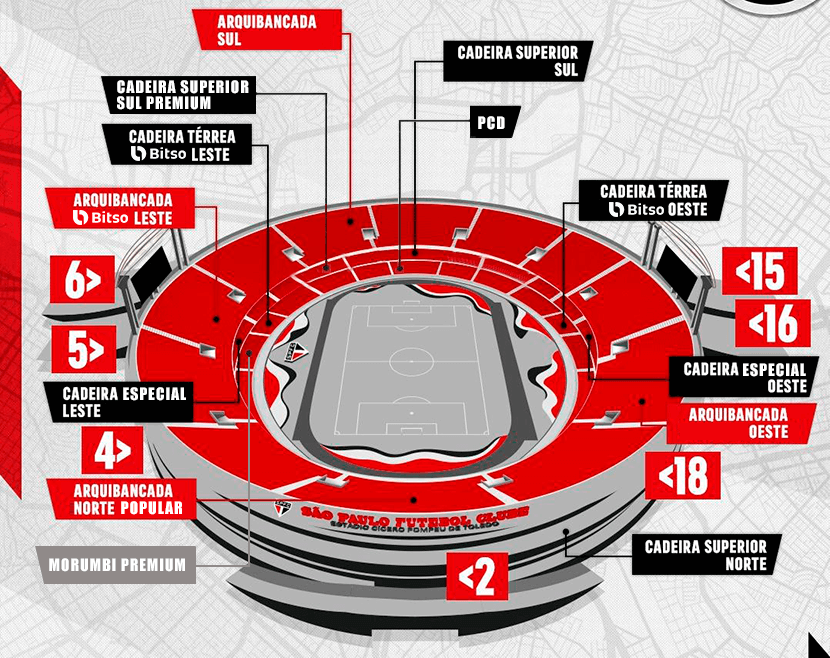 ARQUIBANCADA
SUL
CADEIRA SUPERIOR
SUL
CADEIRA SUPERIOR
SUL PREMIUM
PCD
CADEIRA TÉRREA
Bitso LESTE
ARQUIBANCADA
Bitso LESTE
CADEIRA TÉRREA
Bitso OESTE
6>
<15
5>
<16
CADEIRA ESPECIAL
LESTE
CADEIRA ESPECIAL
OESTE
ARQUIBANCADA
OESTE
4>
<18
ARQUIBANCADA
NORTE POPULAR
SÃO PAULO FUTEBOL CLUBE
ESTÁDIO CÍCERO POMPEU DE TOLEDO
MORUMBI PREMIUM
CADEIRA SUPERIOR
NORTE
<2